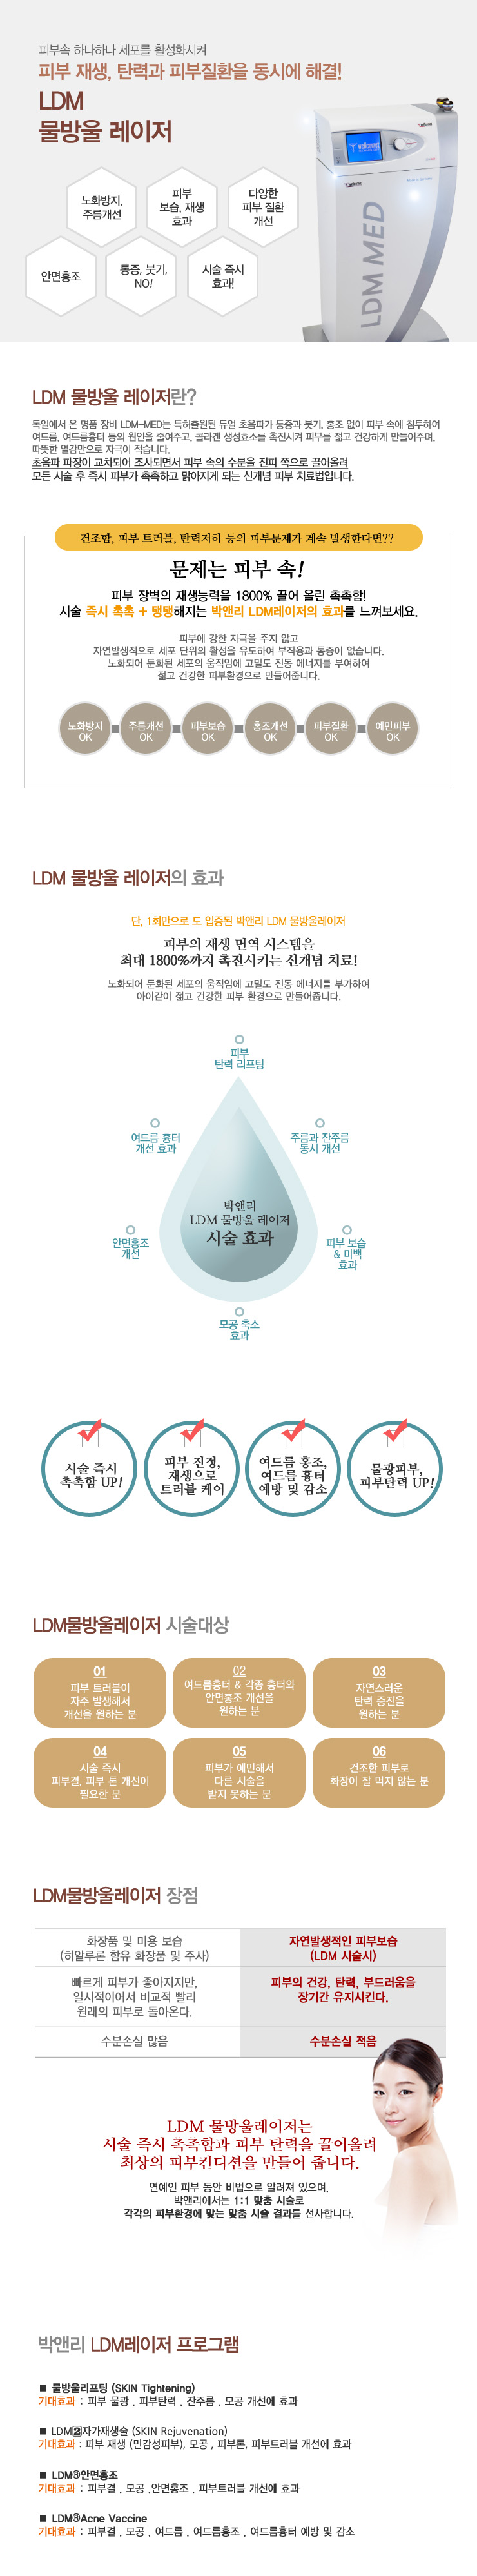 피부속 하나하나 세포를 활성화시켜
피부 재생, 탄력과 피부질환을 동시에 해결!
LDM
물방울 레이저
노화방지,
주름개선
피부
보습, 재생
효과
다양한
피부 질환
개선
안면홍조
통증, 붓기,
NO!
시술 즉시
효과!
LDM MED
LDM 물방울 레이저란?
독일에서 온 명품 장비 LDM-MED는 특허출원된 듀얼 초음파가 통증과 붓기, 홍조 없이 피부 속에 침투하여
여드름, 여드름흉터 등의 원인을 줄여주고, 콜라겐 생성효소를 촉진시켜 피부를 젊고 건강하게 만들어주며,
따뜻한 열감만으로 자극이 적습니다.
초음파 파장이 교차되어 조사되면서 피부 속의 수분을 진피 쪽으로 끌어올려
모든 시술 후 즉시 피부가 촉촉하고 맑아지게 되는 신개념 피부 치료법입니다.
건조함, 피부 트러블, 탄력저하 등의 피부문제가 계속 발생한다면??
문제는 피부 속!
피부 장벽의 재생능력을 1800% 끌어 올린 촉촉함!
시술 즉시 촉촉 + 탱탱해지는 박앤리 LDM레이저의 효과를 느껴보세요.
피부에 강한 자극을 주지 않고
자연발생적으로 세포 단위의 활성을 유도하여 부작용과 통증이 없습니다.
노화되어 둔화된 세포의 움직임에 고밀도 진동 에너지를 부여하여
젊고 건강한 피부환경으로 만들어줍니다.
노화방지
OK
주름개선
OK
피부보습
OK
홍조개선
OK
피부질환
OK
예민피부
OK
LDM 물방울 레이저의 효과
단, 1회만으로 도 입증된 박앤리 LDM 물방울레이저
피부의 재생 면역 시스템을
최대 1800%까지 촉진시키는 신개념 치료!
노화되어 둔화된 세포의 움직임에 고밀도 진동 에너지를 부가하여
아이같이 젊고 건강한 피부 환경으로 만들어줍니다.
피부
탄력 리프팅
여드름 흉터
개선 효과
주름과 잔주름
동시 개선
박앤리
LDM 물방울 레이저
시술 효과
안면홍조
개선
피부 보습
& 미백
효과
모공 축소
효과
시술 즉시
촉촉함 UP!
피부 진정,
재생으로
트러블 케어
여드름 홍조,
여드름 흉터
예방 및 감소
물광피부,
피부탄력 UP!
LDM물방울레이저 시술대상
01
피부 트러블이
자주 발생해서
개선을 원하는 분
02
여드름흉터 & 각종 흉터와
안면홍조 개선을
원하는 분
03
자연스러운
탄력 증진을
원하는 분
04
시술 즉시
피부결, 피부 톤 개선이
필요한 분
05
피부가 예민해서
다른 시술을
받지 못하는 분
06
건조한 피부로
화장이 잘 먹지 않는 분
LDM물방울레이저 장점
화장품 및 미용 보습
(히알루론 함유 화장품 및 주사)
자연발생적인 피부보습
(LDM 시술시)
빠르게 피부가 좋아지지만,
일시적이어서 비교적 빨리
원래의 피부로 돌아온다.
피부의 건강, 탄력, 부드러움을
장기간 유지시킨다.
수분손실 많음
수분손실 적음
LDM 물방울레이저는
시술 즉시 촉촉함과 피부 탄력을 끌어올려
최상의 피부컨디션을 만들어 줍니다.
연예인 피부 동안 비법으로 알려져 있으며,
박앤리에서는 1:1 맞춤 시술로
각각의 피부환경에 맞는 맞춤 시술 결과를 선사합니다.
박앤리 LDM레이저 프로그램
■ 물방울리프팅 (SKIN Tightening)
기대효과 : 피부 물광 , 피부탄력 , 잔주름 , 모공 개선에 효과
■ LDM2자가재생술 (SKIN Rejuvenation)
기대효과 : 피부 재생 (민감성피부), 모공 , 피부톤, 피부트러블 개선에 효과
■ LDM®안면홍조
기대효과 : 피부결 , 모공 ,안면홍조 , 피부트러블 개선에 효과
■ LDM®Acne Vaccine
기대효과 : 피부결 , 모공 , 여드름 , 여드름홍조 , 여드름흉터 예방 및 감소